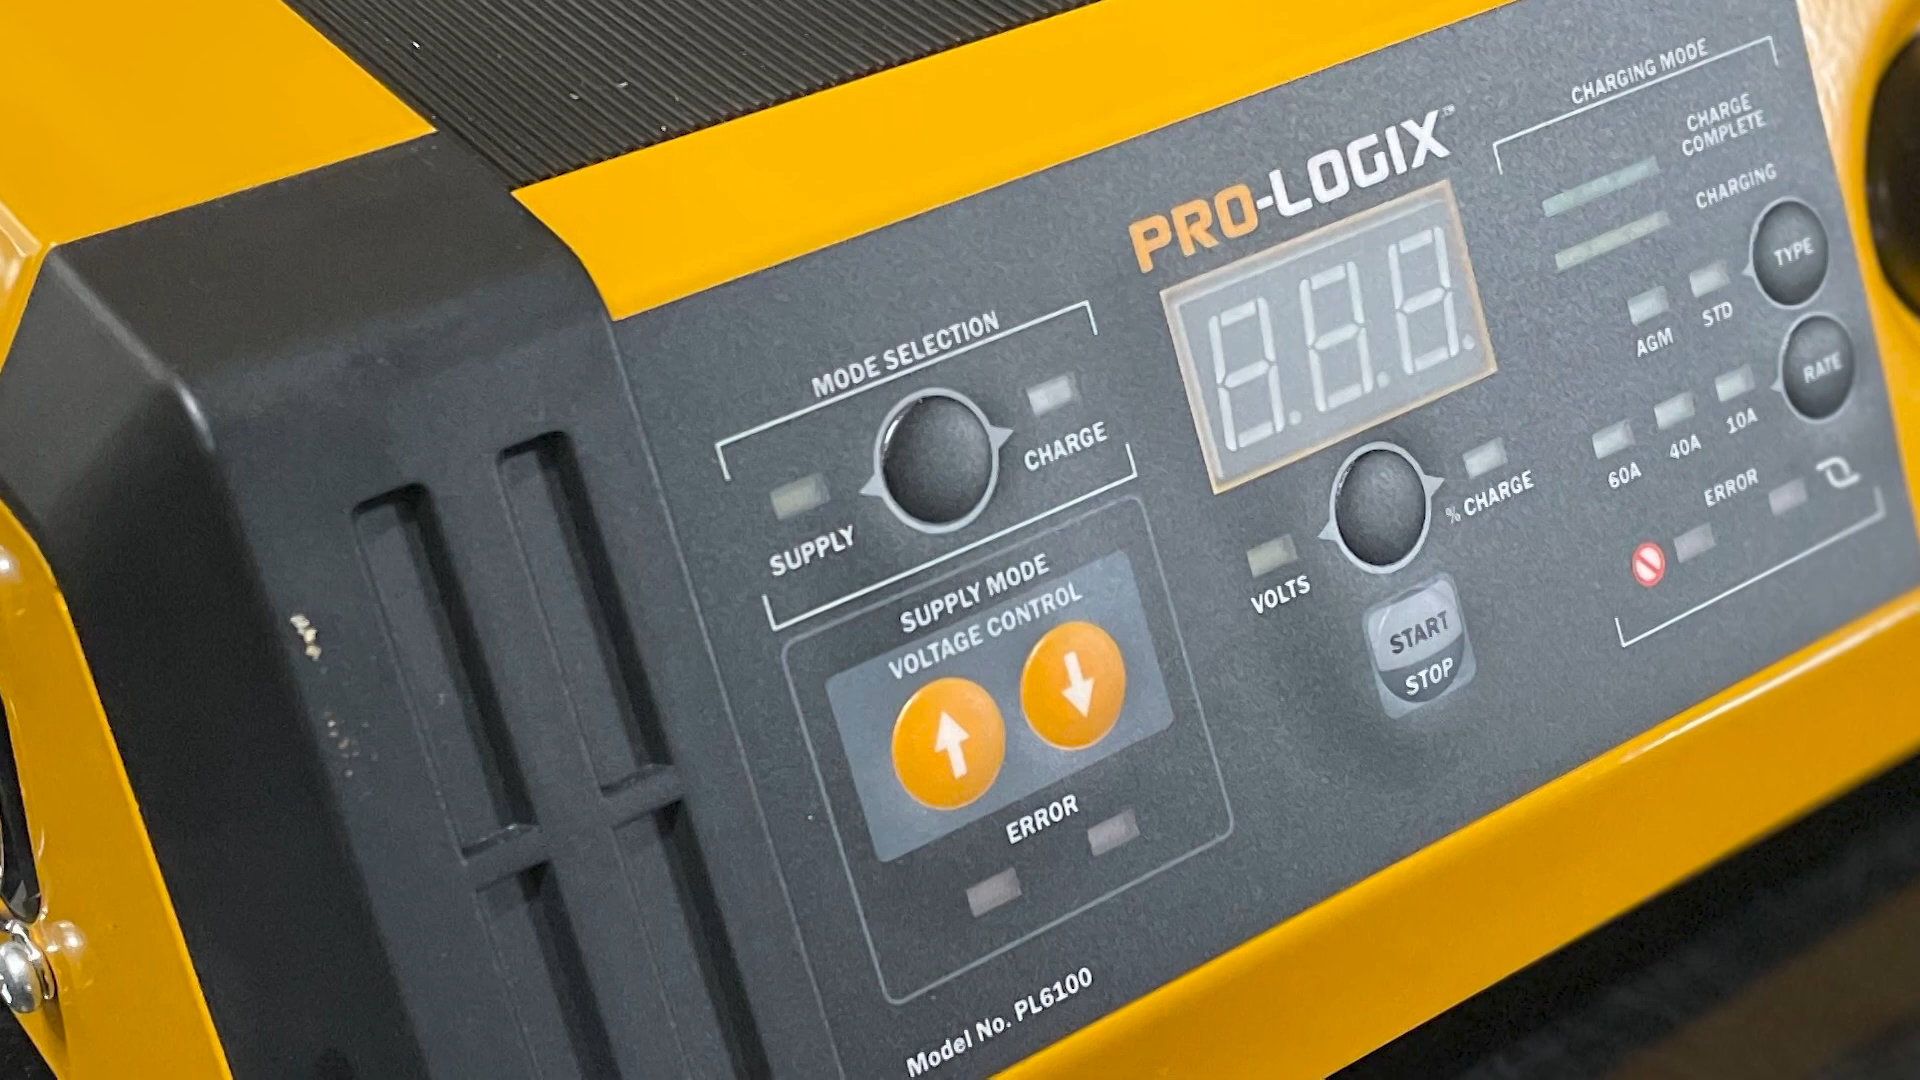 PRO-LOGIX™
CHARGING MODE
CHARGE
COMPLETE
CHARGING
TYPE
AGM
STD
RATE
60A
40A
10A
ERROR
MODE SELECTION
SUPPLY
CHARGE
VOLTS
% CHARGE
START
STOP
SUPPLY MODE
VOLTAGE CONTROL
ERROR
Model No. PL6100